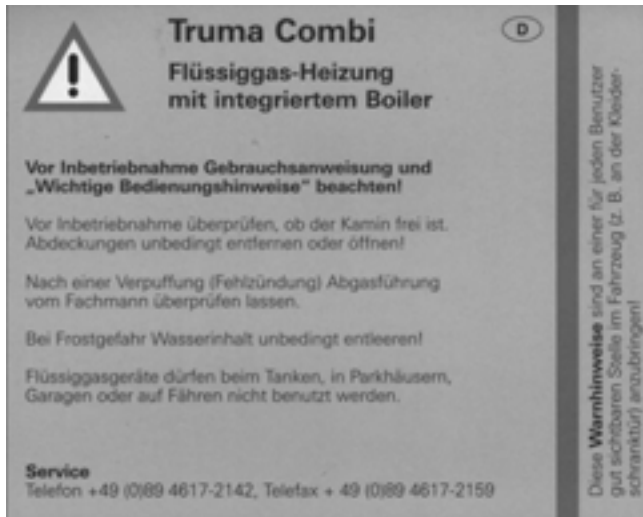 Truma Combi
D
Flüssiggas-Heizung
mit integriertem Boiler
Vor Inbetriebnahme Gebrauchsanweisung und
„Wichtige Bedienungshinweise“ beachten!
Vor Inbetriebnahme überprüfen, ob der Kamin frei ist.
Abdeckungen unbedingt entfernen oder öffnen!
Nach einer Verpuffung (Fehlzündung) Abgasführung
vom Fachmann überprüfen lassen.
Bei Frostgefahr Wasserinhalt unbedingt entleeren!
Flüssiggasgeräte dürfen beim Tanken, in Parkhäusern,
Garagen oder auf Fähren nicht benutzt werden.
Service
Telefon +49 (0)89 4617-2142, Telefax + 49 (0)89 4617-2159
Diese Warnhinweise sind an einer für jeden Benutzer
gut sichtbaren Stelle im Fahrzeug (z. B. an der Kleider-
schranktür) anzubringen!